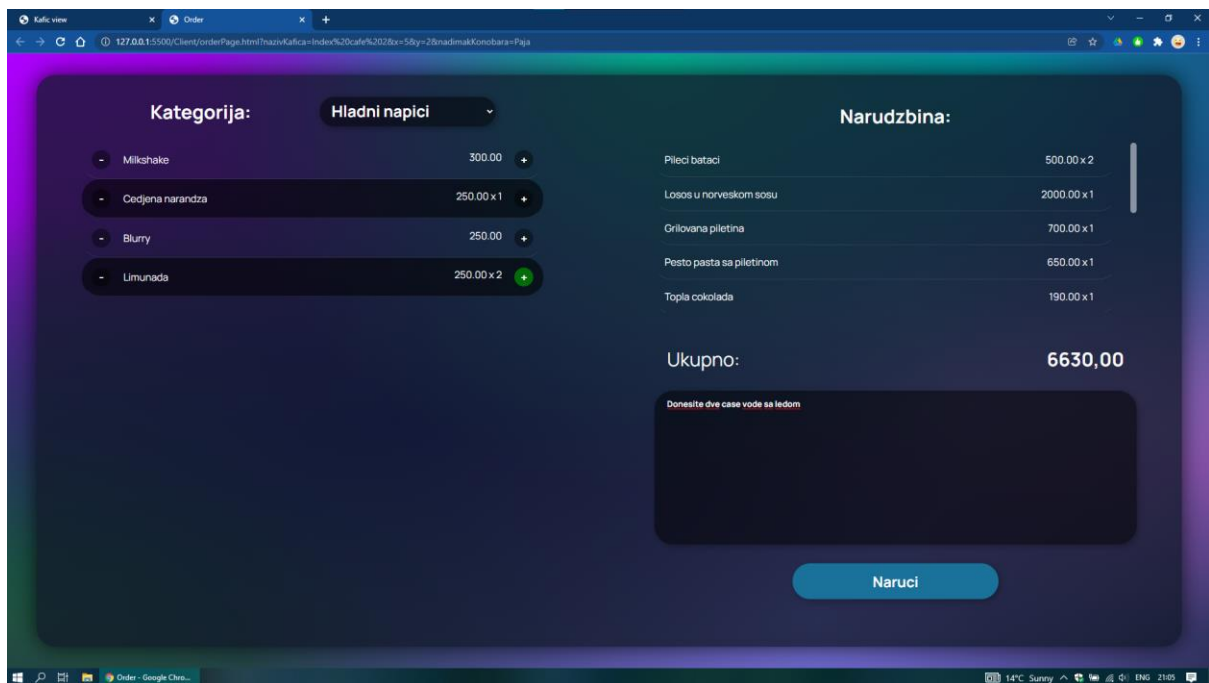 Kafic view
Order
127.0.0.1:5500/Client/orderPage.html?nazivKafica=Index%20cafe%202&x=5&y=2&nadimakKonobara=Paja
Kategorija:
Hladni napici
- Milkshake 300.00 +
- Cedjena narandza 250.00 x 1 +
- Blurry 250.00 +
- Limunada 250.00 x 2 +
Narudzbina:
Pileci bataci 500.00 x 2
Losos u norveskom sosu 2000.00 x 1
Grilovana piletina 700.00 x 1
Pesto pasta sa piletinom 650.00 x 1
Topla cokolada 190.00 x 1
Ukupno: 6630,00
Donesite dve case vode sa ledom
Naruci
Order - Google Chro...
14°C Sunny
ENG
21:05